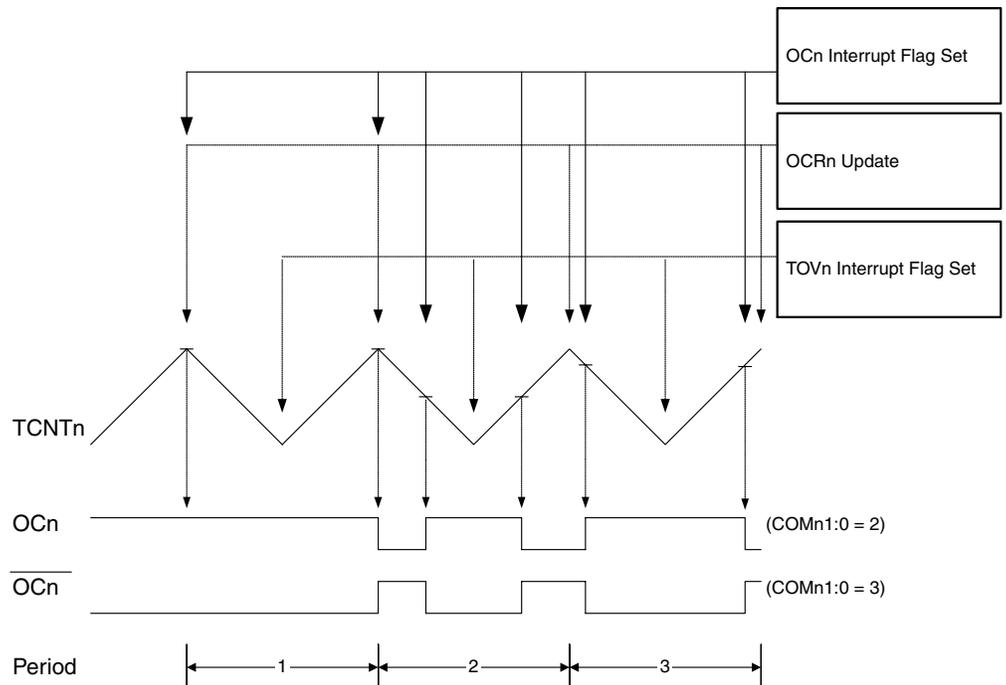 OCn Interrupt Flag Set
OCRn Update
TOVn Interrupt Flag Set
TCNTn
OCn
(COMn1:0 = 2)
OCn
(COMn1:0 = 3)
Period
1
2
3